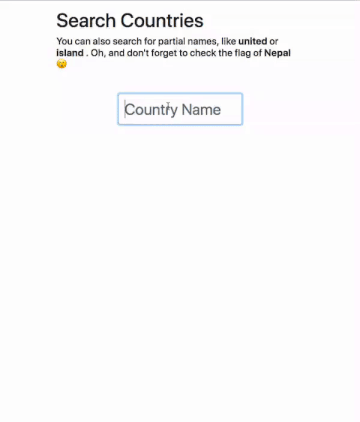 Search Countries
You can also search for partial names, like united or
island . Oh, and don't forget to check the flag of Nepal
😯
Country Name